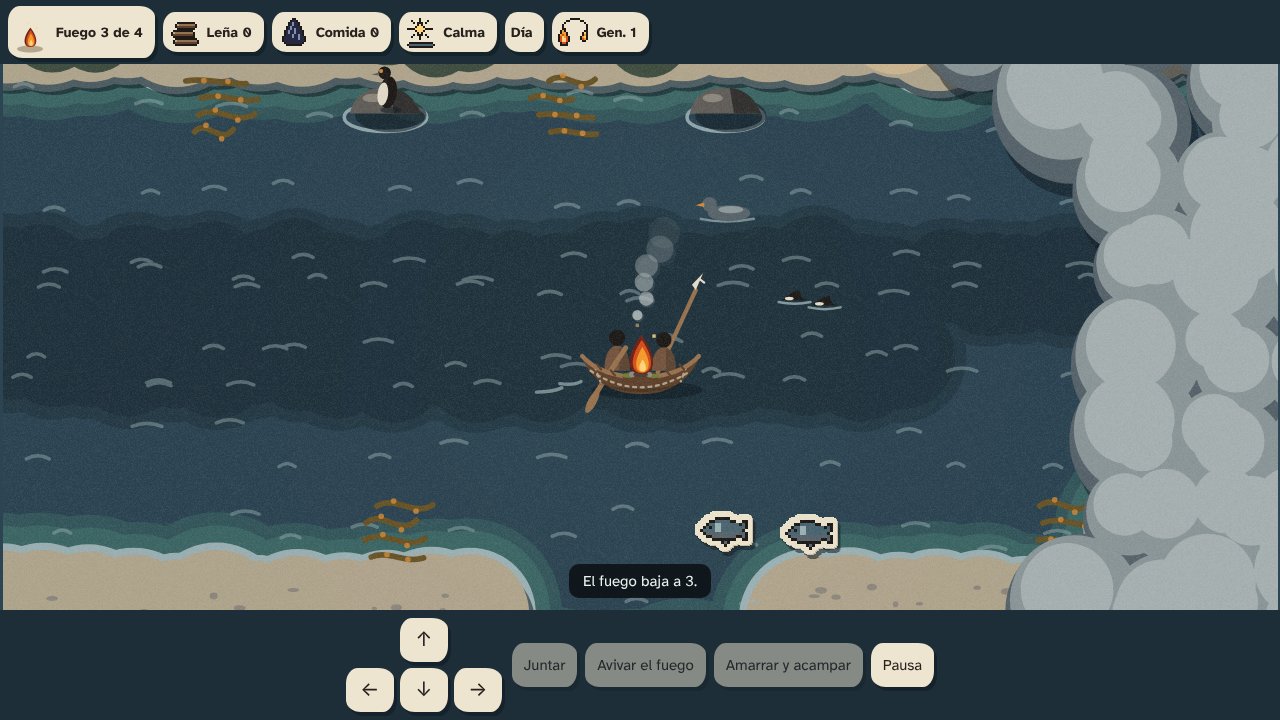 Fuego 3 de 4
Leña 0
Comida 0
Calma
Día
Gen. 1
El fuego baja a 3.
↑
← ↓ →
Juntar
Avivar el fuego
Amarrar y acampar
Pausa